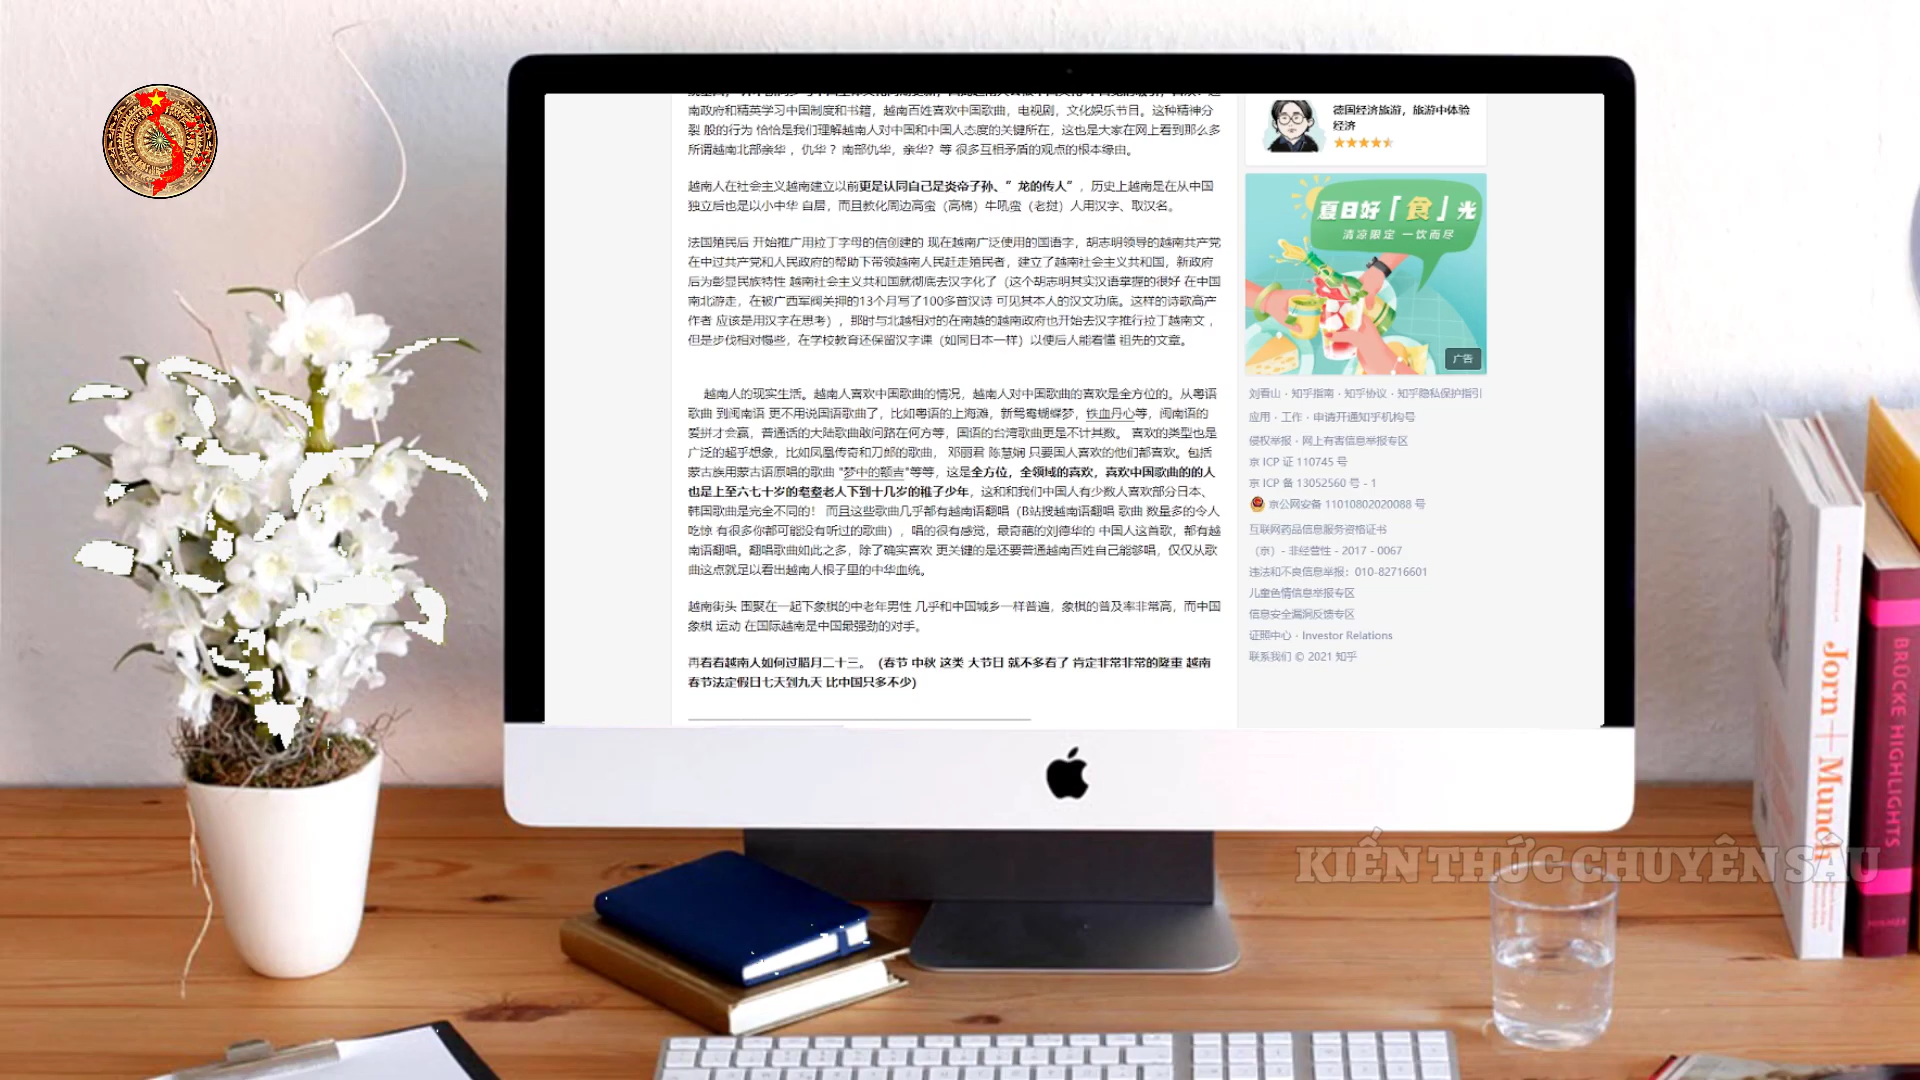 南政府和精英学习中国制度和书籍，越南百姓喜欢中国歌曲，电视剧，文化娱乐节目。这种精神分
裂 般的行为 恰恰是我们理解越南人对中国和中国人态度的关键所在，这也是大家在网上看到那么多
所谓越南北部亲华 ，仇华 ？南部仇华，亲华？等 很多互相矛盾的观点的根本缘由。
越南人在社会主义越南建立以前更是认同自己是炎帝子孙、”龙的传人”，历史上越南是在从中国
独立后也是以小中华 自居，而且教化周边高蛮（高棉）牛吼蛮（老挝）人用汉字、取汉名。
法国殖民后 开始推广用拉丁字母的信创建的 现在越南广泛使用的国语字，胡志明领导的越南共产党
在中过共产党和人民政府的帮助下带领越南人民赶走殖民者，建立了越南社会主义共和国，新政府
后为彰显民族特性 越南社会主义共和国就彻底去汉字化了（这个胡志明其实汉语掌握的很好 在中国
南北游走，在被广西军阀关押的13个月写了100多首汉诗 可见其本人的汉文功底。这样的诗歌高产
作者 应该是用汉字在思考），那时与北越相对的在南越的越南政府也开始去汉字推行拉丁越南文，
但是步伐相对慢些，在学校教育还保留汉字课（如同日本一样）以使后人能看懂 祖先的文章。
越南人的现实生活。越南人喜欢中国歌曲的情况，越南人对中国歌曲的喜欢是全方位的。从粤语
歌曲 到闽南语 更不用说国语歌曲了，比如粤语的上海滩，新鸳鸯蝴蝶梦，铁血丹心等，闽南语的
爱拼才会赢，普通话的大陆歌曲敢问路在何方等，国语的台湾歌曲更是不计其数。 喜欢的类型也是
广泛的超乎想象，比如凤凰传奇和刀郎的歌曲， 邓丽君 陈慧娴 只要国人喜欢的他们都喜欢。包括
蒙古族用蒙古语原唱的歌曲 "梦中的额吉"等等，这是全方位，全领域的喜欢，喜欢中国歌曲的的人
也是上至六七十岁的耄耋老人下到十几岁的稚子少年，这和和我们中国人有少数人喜欢部分日本、
韩国歌曲是完全不同的！ 而且这些歌曲几乎都有越南语翻唱（B站搜越南语翻唱 歌曲 数量多的令人
吃惊 有很多你都可能没有听过的歌曲），唱的很有感觉，最奇葩的刘德华的 中国人这首歌，都有越
南语翻唱。翻唱歌曲如此之多，除了确实喜欢 更关键的是还要普通越南百姓自己能够唱，仅仅从歌
曲这点就足以看出越南人根子里的中华血统。
越南街头 围聚在一起下象棋的中老年男性 几乎和中国城乡一样普遍，象棋的普及率非常高，而中国
象棋 运动 在国际越南是中国最强劲的对手。
再看看越南人如何过腊月二十三。（春节 中秋 这类 大节日 就不多看了 肯定非常非常的隆重 越南
春节法定假日七天到九天 比中国只多不少)
德国经济旅游，旅游中体验
经济
夏日好「食」光
清凉限定 一饮而尽
广告
刘看山 · 知乎指南 · 知乎协议 · 知乎隐私保护指引
应用 · 工作 · 申请开通知乎机构号
侵权举报 · 网上有害信息举报专区
京 ICP 证 110745 号
京 ICP 备 13052560 号 - 1
京公网安备 11010802020088 号
互联网药品信息服务资格证书
（京）- 非经营性 - 2017 - 0067
违法和不良信息举报：010-82716601
儿童色情信息举报专区
信息安全漏洞反馈专区
证照中心 · Investor Relations
联系我们 © 2021 知乎
Jorn+Munch
BRÜCKE HIGHLIGHTS
KIẾN THỨC CHUYÊN SÂU